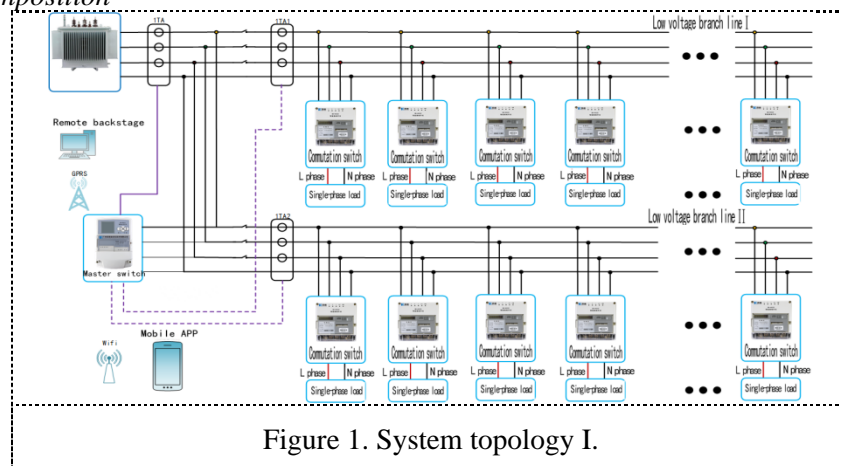 mposition
1TA
1TA1
Low voltage branch line I
Remote backstage
GPRS
Commutation switch
Commutation switch
Commutation switch
Commutation switch
Commutation switch
L phase N phase
L phase N phase
L phase N phase
L phase N phase
L phase N phase
Single-phase load
Single-phase load
Single-phase load
Single-phase load
Single-phase load
1TA2
Low voltage branch line II
Master switch
Mobile APP
Wifi
Commutation switch
Commutation switch
Commutation switch
Commutation switch
Commutation switch
L phase N phase
L phase N phase
L phase N phase
L phase N phase
L phase N phase
Single-phase load
Single-phase load
Single-phase load
Single-phase load
Single-phase load
Figure 1. System topology I.